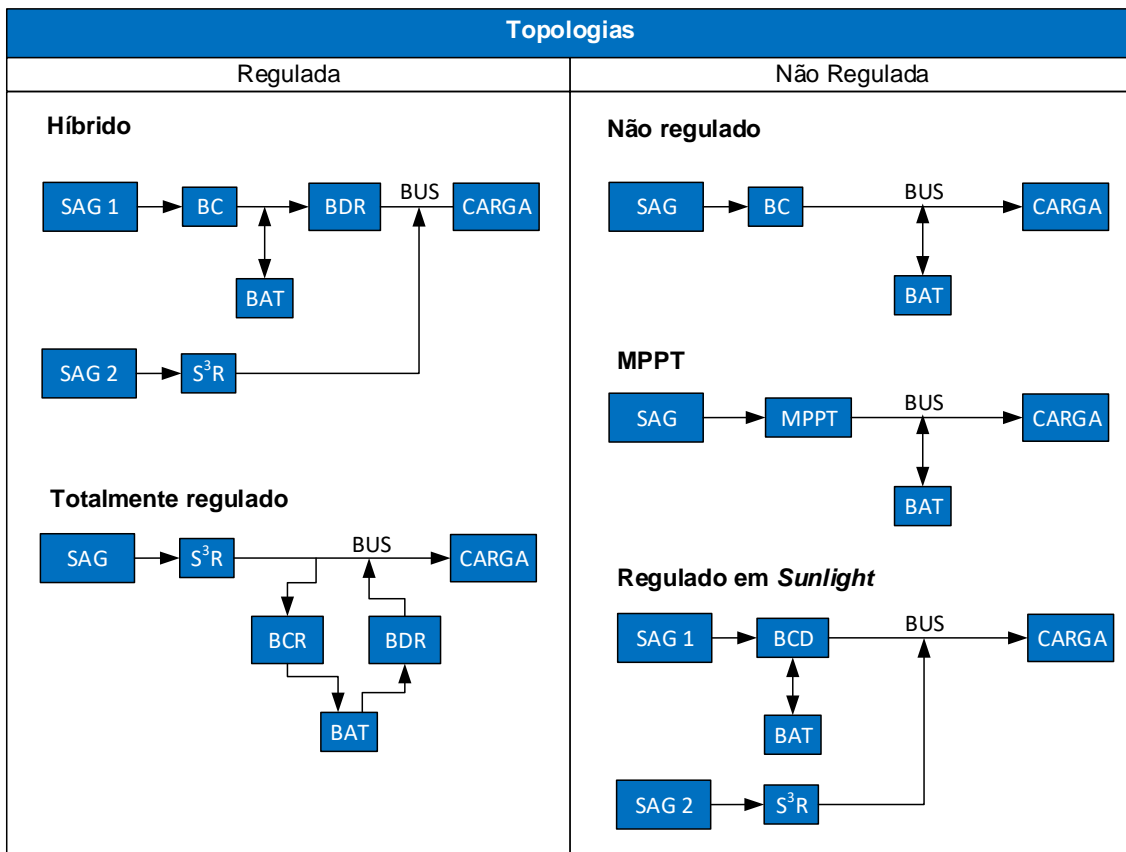 Topologias
Regulada
Não Regulada
Híbrido
SAG 1
BC
BDR
BUS
CARGA
BAT
SAG 2
S³R
Totalmente regulado
SAG
S³R
BUS
CARGA
BCR
BDR
BAT
Não regulado
SAG
BC
BUS
CARGA
BAT
MPPT
SAG
MPPT
BUS
CARGA
BAT
Regulado em Sunlight
SAG 1
BCD
BUS
CARGA
BAT
SAG 2
S³R